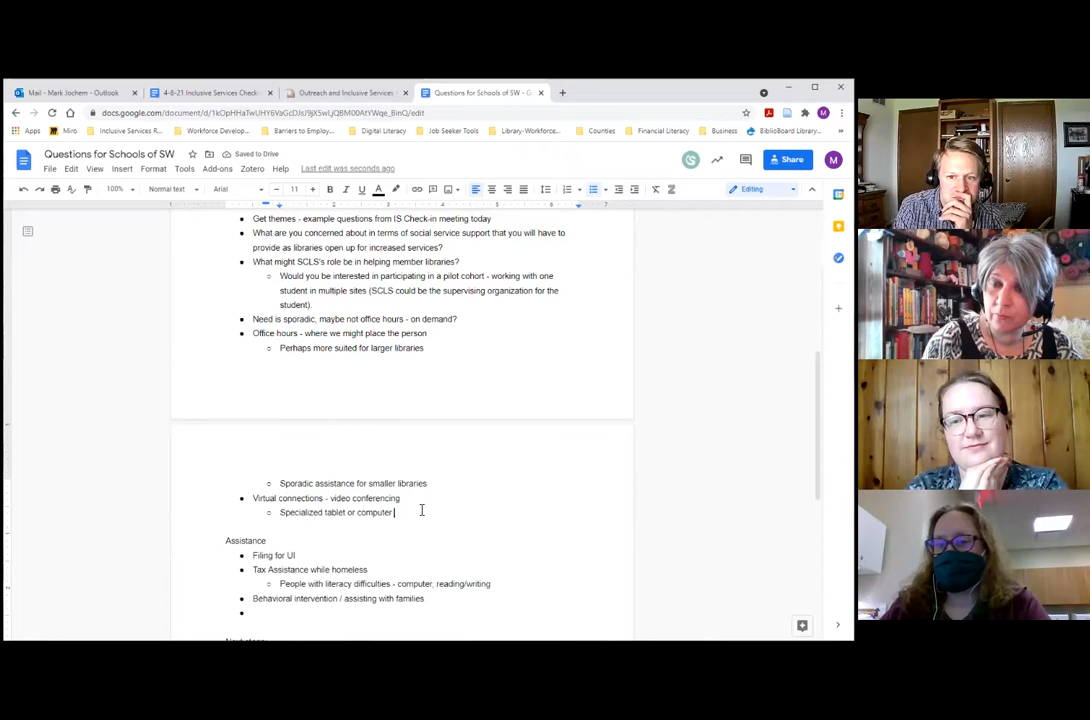 Mail - Mark Jochem - Outlook
4-8-21 Inclusive Services Check-
Outreach and Inclusive Services
Questions for Schools of SW - G
Apps
Miro
Inclusive Services R...
Workforce Develop...
Barriers to Employ...
Digital Literacy
Job Seeker Tools
Library-Workforce...
Counties
Financial Literacy
Business
BiblioBoard Library...
M
Questions for Schools of SW
Saved to Drive
File Edit View Insert Format Tools Add-ons Zotero Help
Last edit was seconds ago
Share
M
100%
Normal text
Arial
11
B I U A
Editing
Get themes - example questions from IS Check-in meeting today
What are you concerned about in terms of social service support that you will have to
provide as libraries open up for increased services?
What might SCLS's role be in helping member libraries?
Would you be interested in participating in a pilot cohort - working with one
student in multiple sites (SCLS could be the supervising organization for the
student).
Need is sporadic, maybe not office hours - on demand?
Office hours - where we might place the person
Perhaps more suited for larger libraries
Sporadic assistance for smaller libraries
Virtual connections - video conferencing
Specialized tablet or computer
Assistance
Filing for UI
Tax Assistance while homeless
People with literacy difficulties - computer, reading/writing
Behavioral intervention / assisting with families